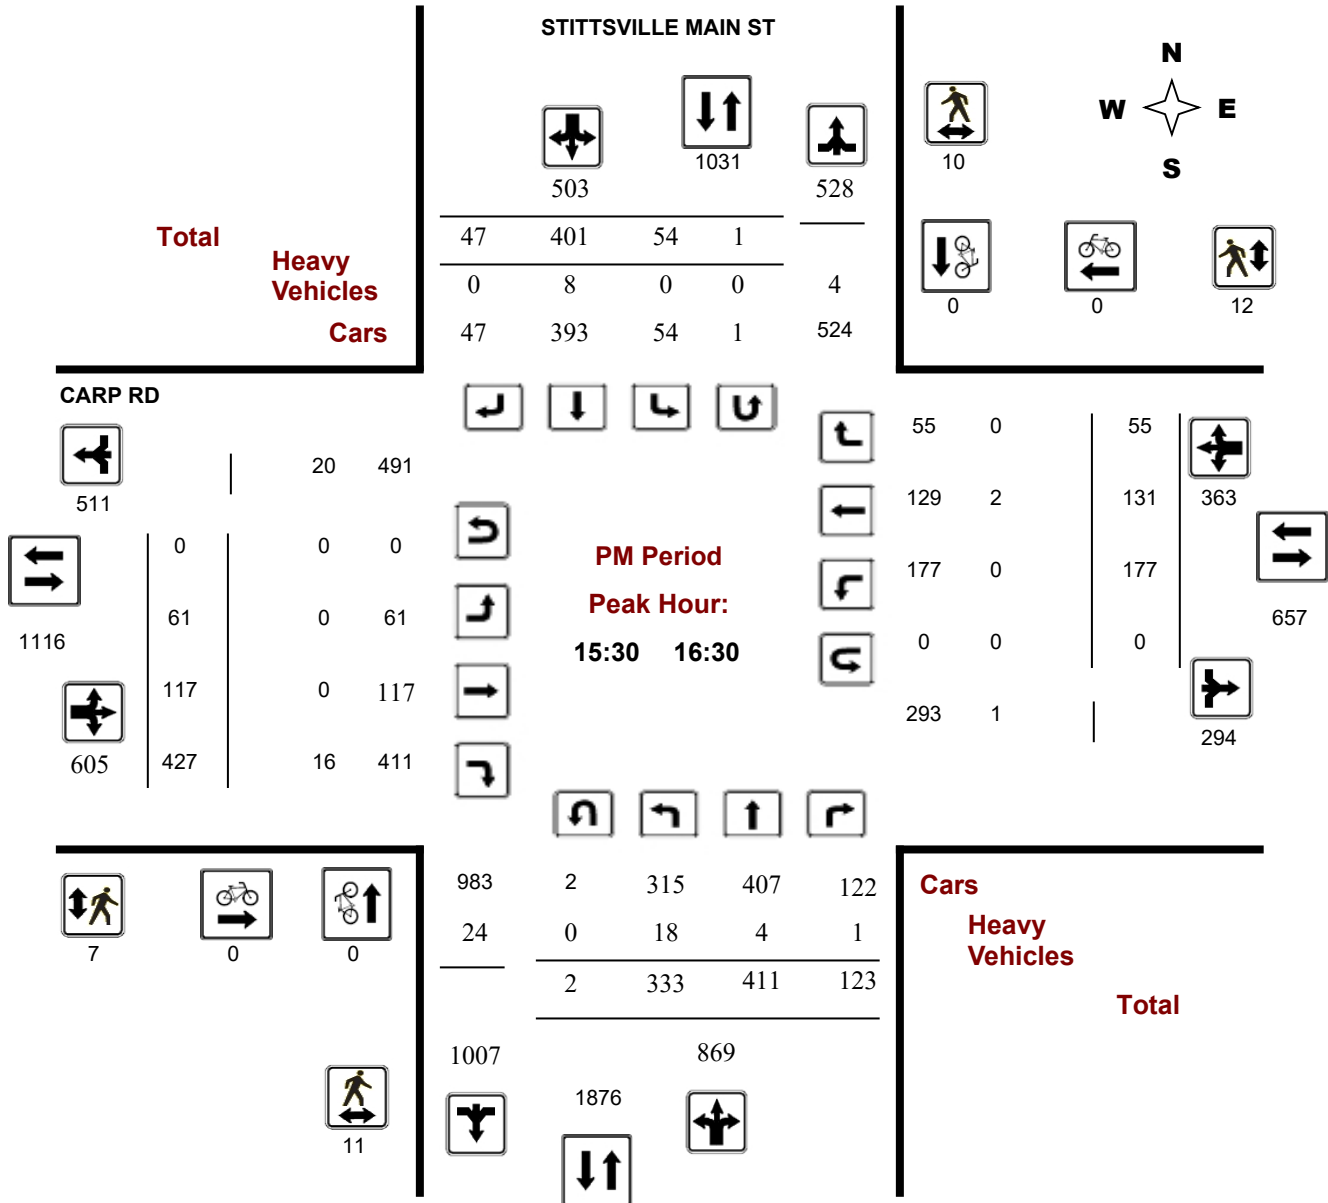 STITTSVILLE MAIN ST
N
W E
S
1031
10
503 528
Total 47 401 54 1
Heavy
Vehicles 0 8 0 0 4
0 0 12
Cars 47 393 54 1 524
CARP RD
55 0 55
20 491
511
129 2 131 363
0 0 0
PM Period
177 0 177
Peak Hour:
61 0 61
657
1116
15:30 16:30
0 0 0
117 0 117
293 1
294
605 427 16 411
983 2 315 407 122
Cars
24 0 18 4 1
Heavy
Vehicles
7 0 0
2 333 411 123
Total
1007 869
1876
11